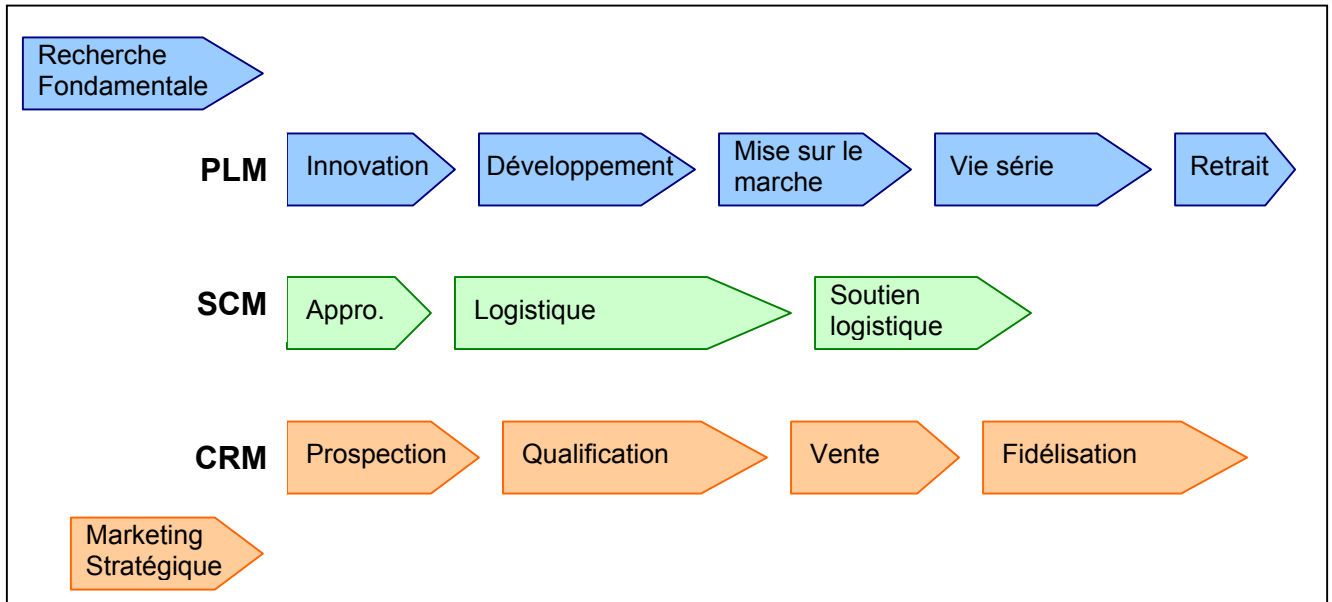 Recherche
Fondamentale
PLM
Innovation
Développement
Mise sur le
marche
Vie série
Retrait
SCM
Appro.
Logistique
Soutien
logistique
CRM
Prospection
Qualification
Vente
Fidélisation
Marketing
Stratégique